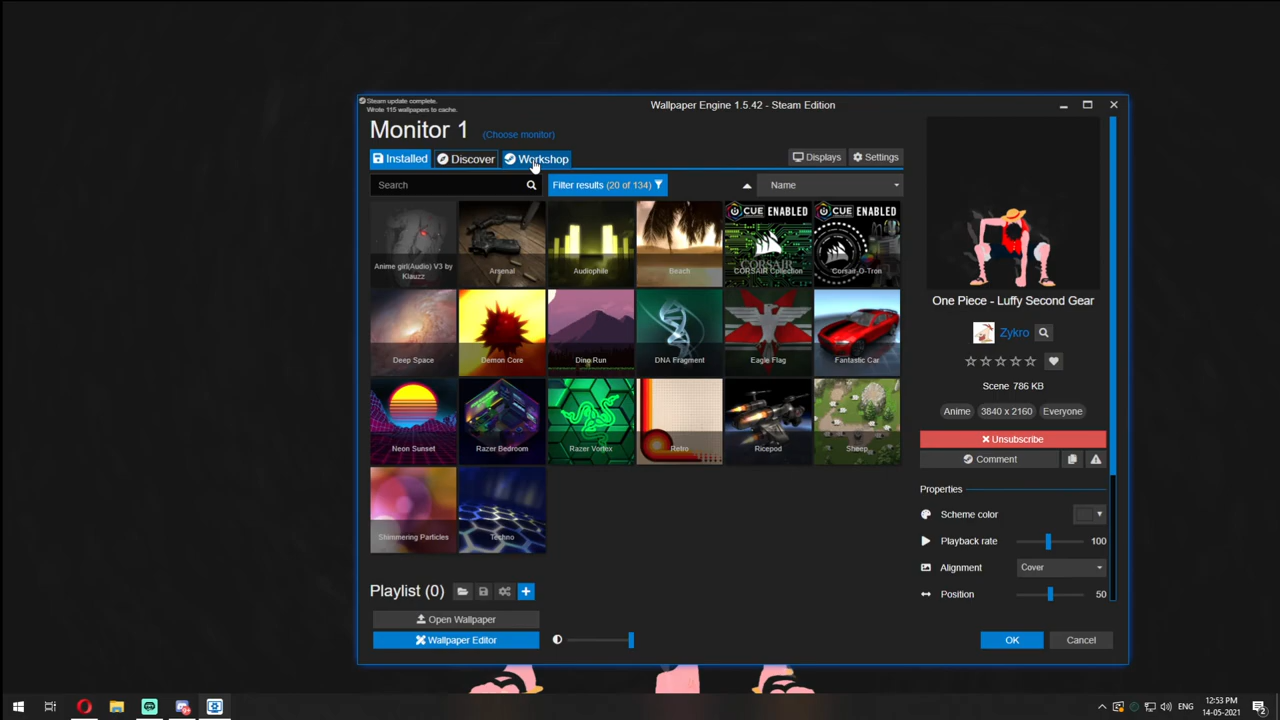 Steam update complete.
Wrote 115 wallpapers to cache.
Wallpaper Engine 1.5.42 - Steam Edition
Monitor 1 (Choose monitor)
Installed Discover Workshop
Displays Settings
Search
Filter results (20 of 134)
Name
Anime girl(Audio) V3 by
Klauzz
Arsenal
Audiophile
Beach
CUE ENABLED
CORSAIR
CORSAIR Collection
CUE ENABLED
Corsair-O-Tron
Deep Space
Demon Core
Dino Run
DNA Fragment
Eagle Flag
Fantastic Car
Neon Sunset
Razer Bedroom
Razer Vortex
Retro
Ricepod
Sheep
Shimmering Particles
Techno
Playlist (0)
Open Wallpaper
Wallpaper Editor
One Piece - Luffy Second Gear
Zykro
Scene 786 KB
Anime 3840 x 2160 Everyone
Unsubscribe
Comment
Properties
Scheme color
Playback rate 100
Alignment Cover
Position 50
OK Cancel
ENG
12:53 PM
14-05-2021
2